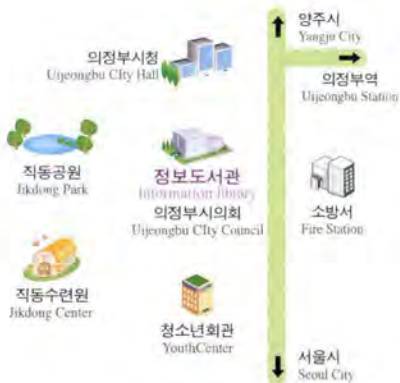 양주시
Yangju City
의정부시청
Uijeongbu CIty Hall
의정부역
Uijeongbu Station
직동공원
Jikdong Park
정보도서관
Information library
의정부시의회
Uijeongbu CIty Council
소방서
Fire Station
직동수련원
Jikdong Center
청소년회관
YouthCenter
서울시
Seoul City